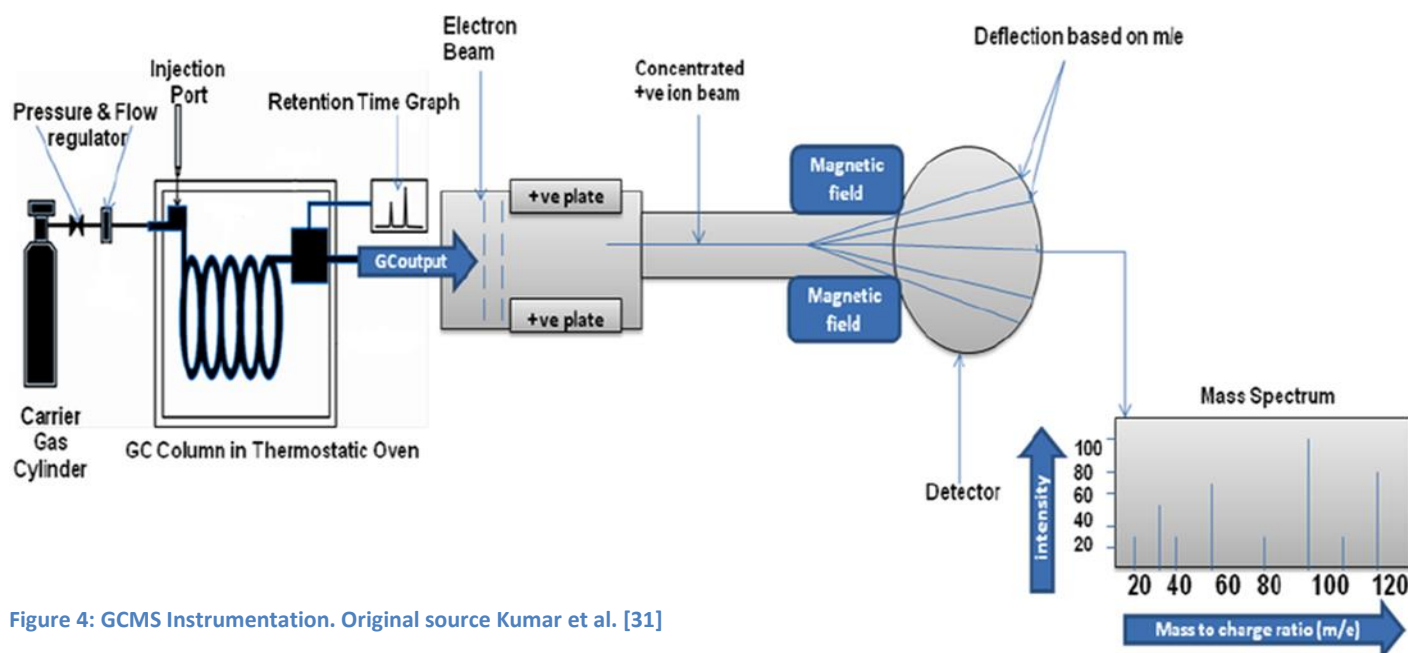 Electron
Beam
Deflection based on m/e
Injection
Port
Concentrated
+ve ion beam
Retention Time Graph
Pressure & Flow
regulator
Magnetic
field
+ve plate
GC output
+ve plate
Magnetic
field
Carrier
Gas
Cylinder
GC Column in Thermostatic Oven
Detector
Mass Spectrum
intensity
100
80
60
40
20
20 40 60 80 100 120
Mass to charge ratio (m/e)
Figure 4: GCMS Instrumentation. Original source Kumar et al. [31]